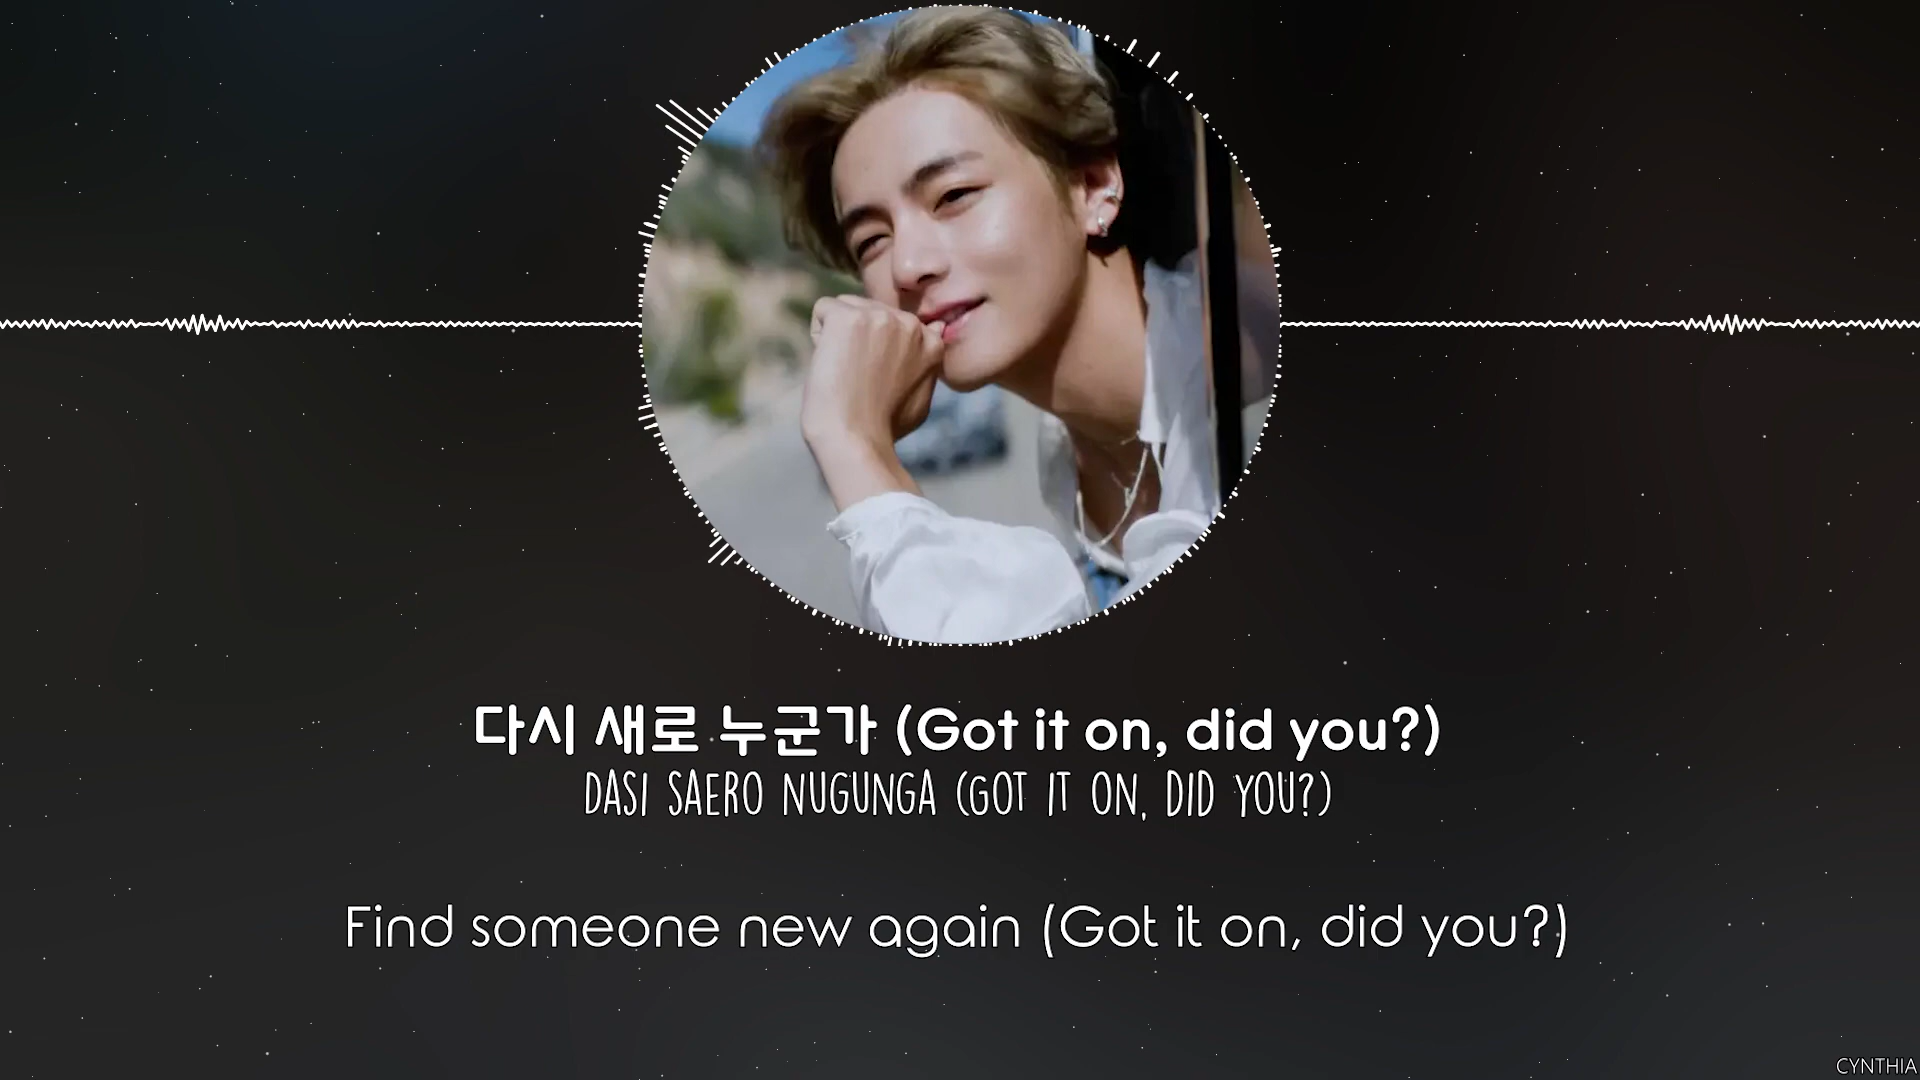 다시 새로 누군가 (Got it on, did you?)
DASI SAERO NUGUNGA (GOT IT ON, DID YOU?)
Find someone new again (Got it on, did you?)
CYNTHIA